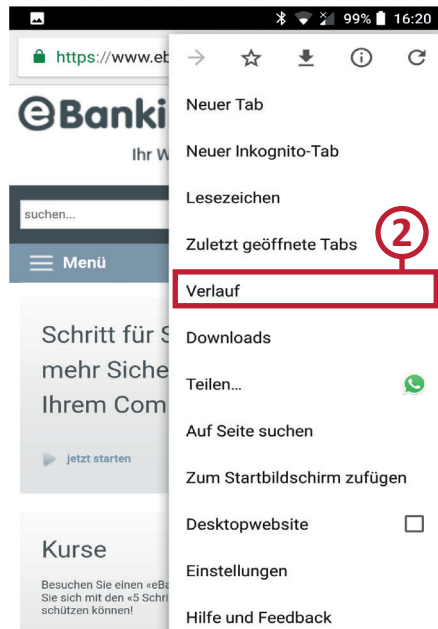 99% 16:20
https://www.et
eBanki
Ihr W
suchen...
Menü
Schritt für S
mehr Siche
Ihrem Com
jetzt starten
Kurse
Besuchen Sie einen «eBa
Sie sich mit den «5 Schri
schützen können!
Neuer Tab
Neuer Inkognito-Tab
Lesezeichen
Zuletzt geöffnete Tabs
2
Verlauf
Downloads
Teilen...
Auf Seite suchen
Zum Startbildschirm zufügen
Desktopwebsite
Einstellungen
Hilfe und Feedback